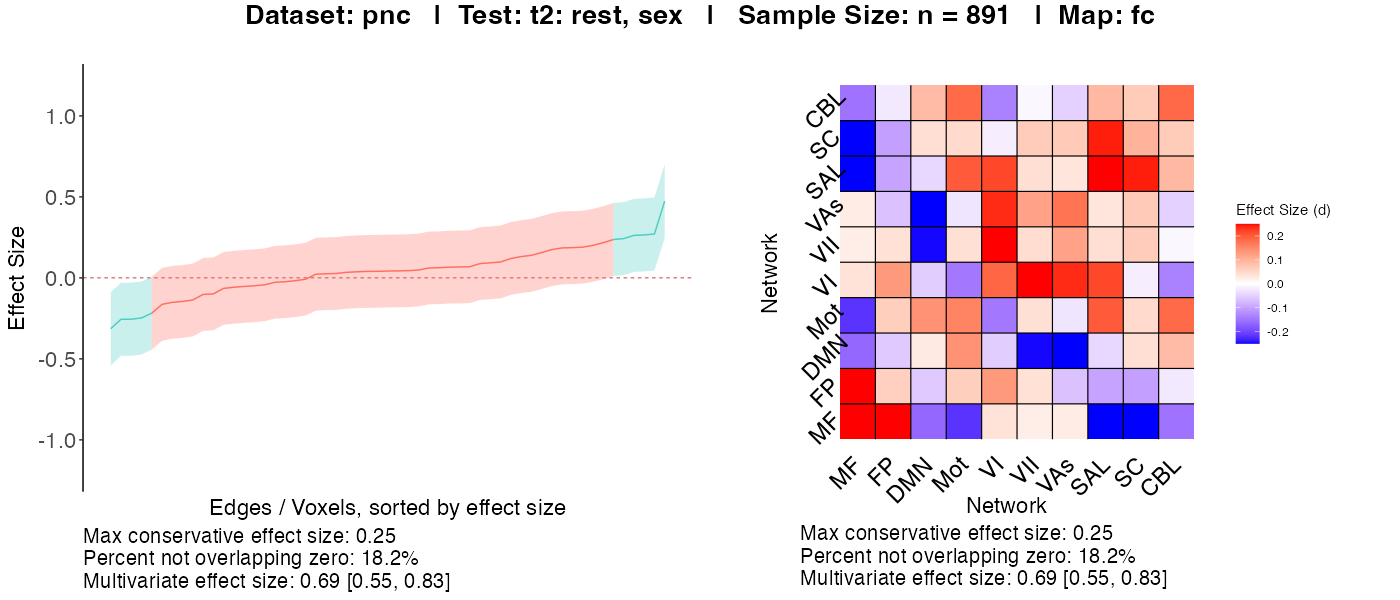 Dataset: pnc | Test: t2: rest, sex | Sample Size: n = 891 | Map: fc
Effect Size
1.0
0.5
0.0
-0.5
-1.0
Edges / Voxels, sorted by effect size
Max conservative effect size: 0.25
Percent not overlapping zero: 18.2%
Multivariate effect size: 0.69 [0.55, 0.83]
Network
CBL
SC
SAL
VAs
VII
VI
Mot
DMN
FP
MF
MF FP DMN Mot VI VII VAs SAL SC CBL
Network
Max conservative effect size: 0.25
Percent not overlapping zero: 18.2%
Multivariate effect size: 0.69 [0.55, 0.83]
Effect Size (d)
0.2
0.1
0.0
-0.1
-0.2